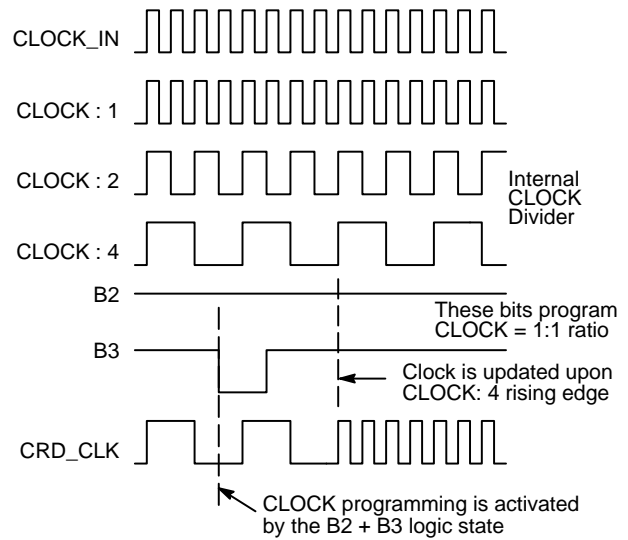 CLOCK_IN
CLOCK : 1
CLOCK : 2
Internal
CLOCK
Divider
CLOCK : 4
B2
These bits program
CLOCK = 1:1 ratio
B3
Clock is updated upon
CLOCK: 4 rising edge
CRD_CLK
CLOCK programming is activated
by the B2 + B3 logic state